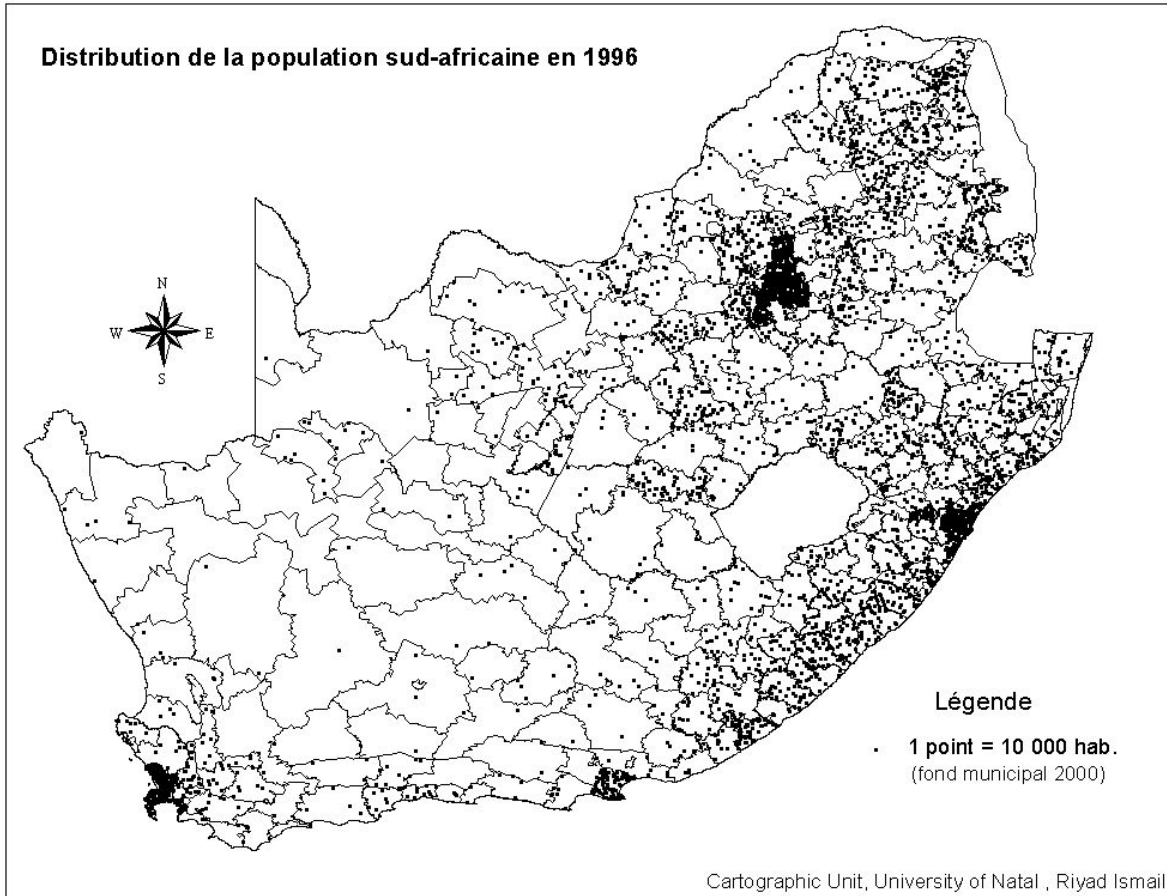 Distribution de la population sud-africaine en 1996
N
W E
S
Légende
1 point = 10 000 hab.
(fond municipal 2000)
Cartographic Unit, University of Natal , Riyad Ismail